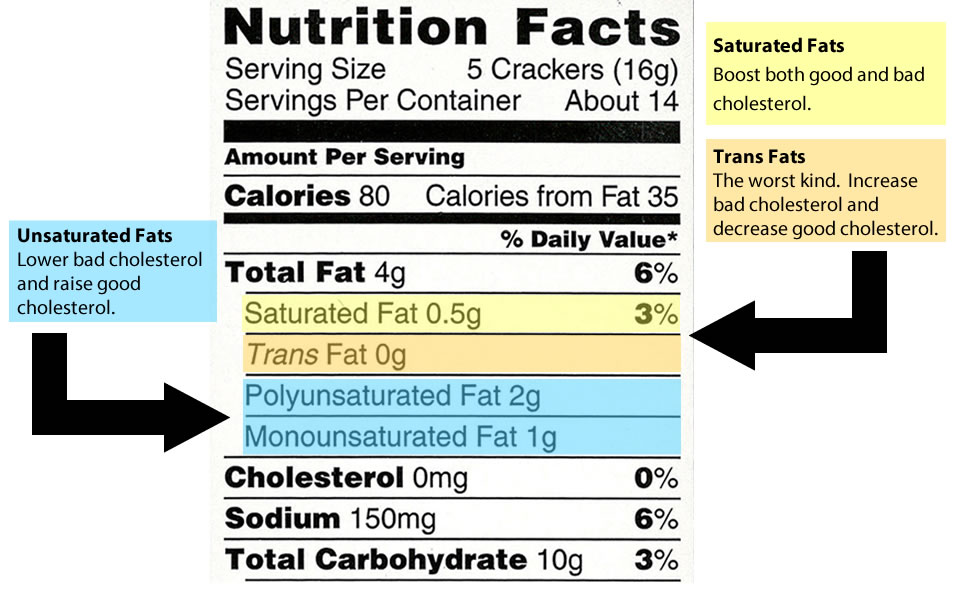 Nutrition Facts
Serving Size 5 Crackers (16g)
Servings Per Container About 14
Amount Per Serving
Calories 80 Calories from Fat 35
% Daily Value*
Total Fat 4g 6%
Saturated Fat 0.5g 3%
Trans Fat 0g
Polyunsaturated Fat 2g
Monounsaturated Fat 1g
Cholesterol 0mg 0%
Sodium 150mg 6%
Total Carbohydrate 10g 3%
Saturated Fats
Boost both good and bad
cholesterol.
Trans Fats
The worst kind. Increase
bad cholesterol and
decrease good cholesterol.
Unsaturated Fats
Lower bad cholesterol
and raise good
cholesterol.